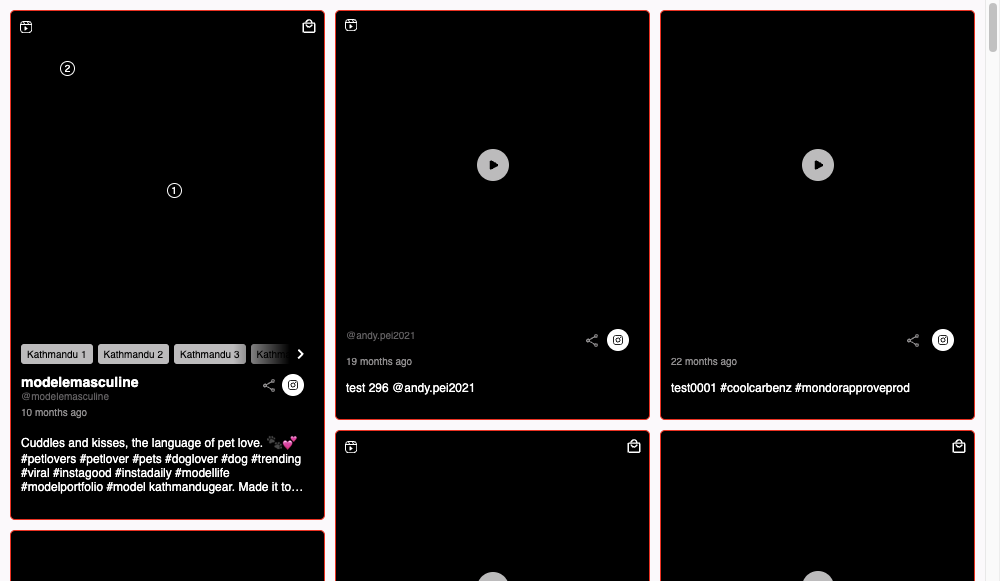 2
1
Kathmandu 1 Kathmandu 2 Kathmandu 3
modelemasculine
@modelemasculine
10 months ago
Cuddles and kisses, the language of pet love. 🐾💕
#petlovers #petlover #pets #doglover #dog #trending
#viral #instagood #instadaily #modellife
#modelportfolio #model kathmandugear. Made it to…
@andy.pei2021
19 months ago
test 296 @andy.pei2021
22 months ago
test0001 #coolcarbenz #mondorapproveprod